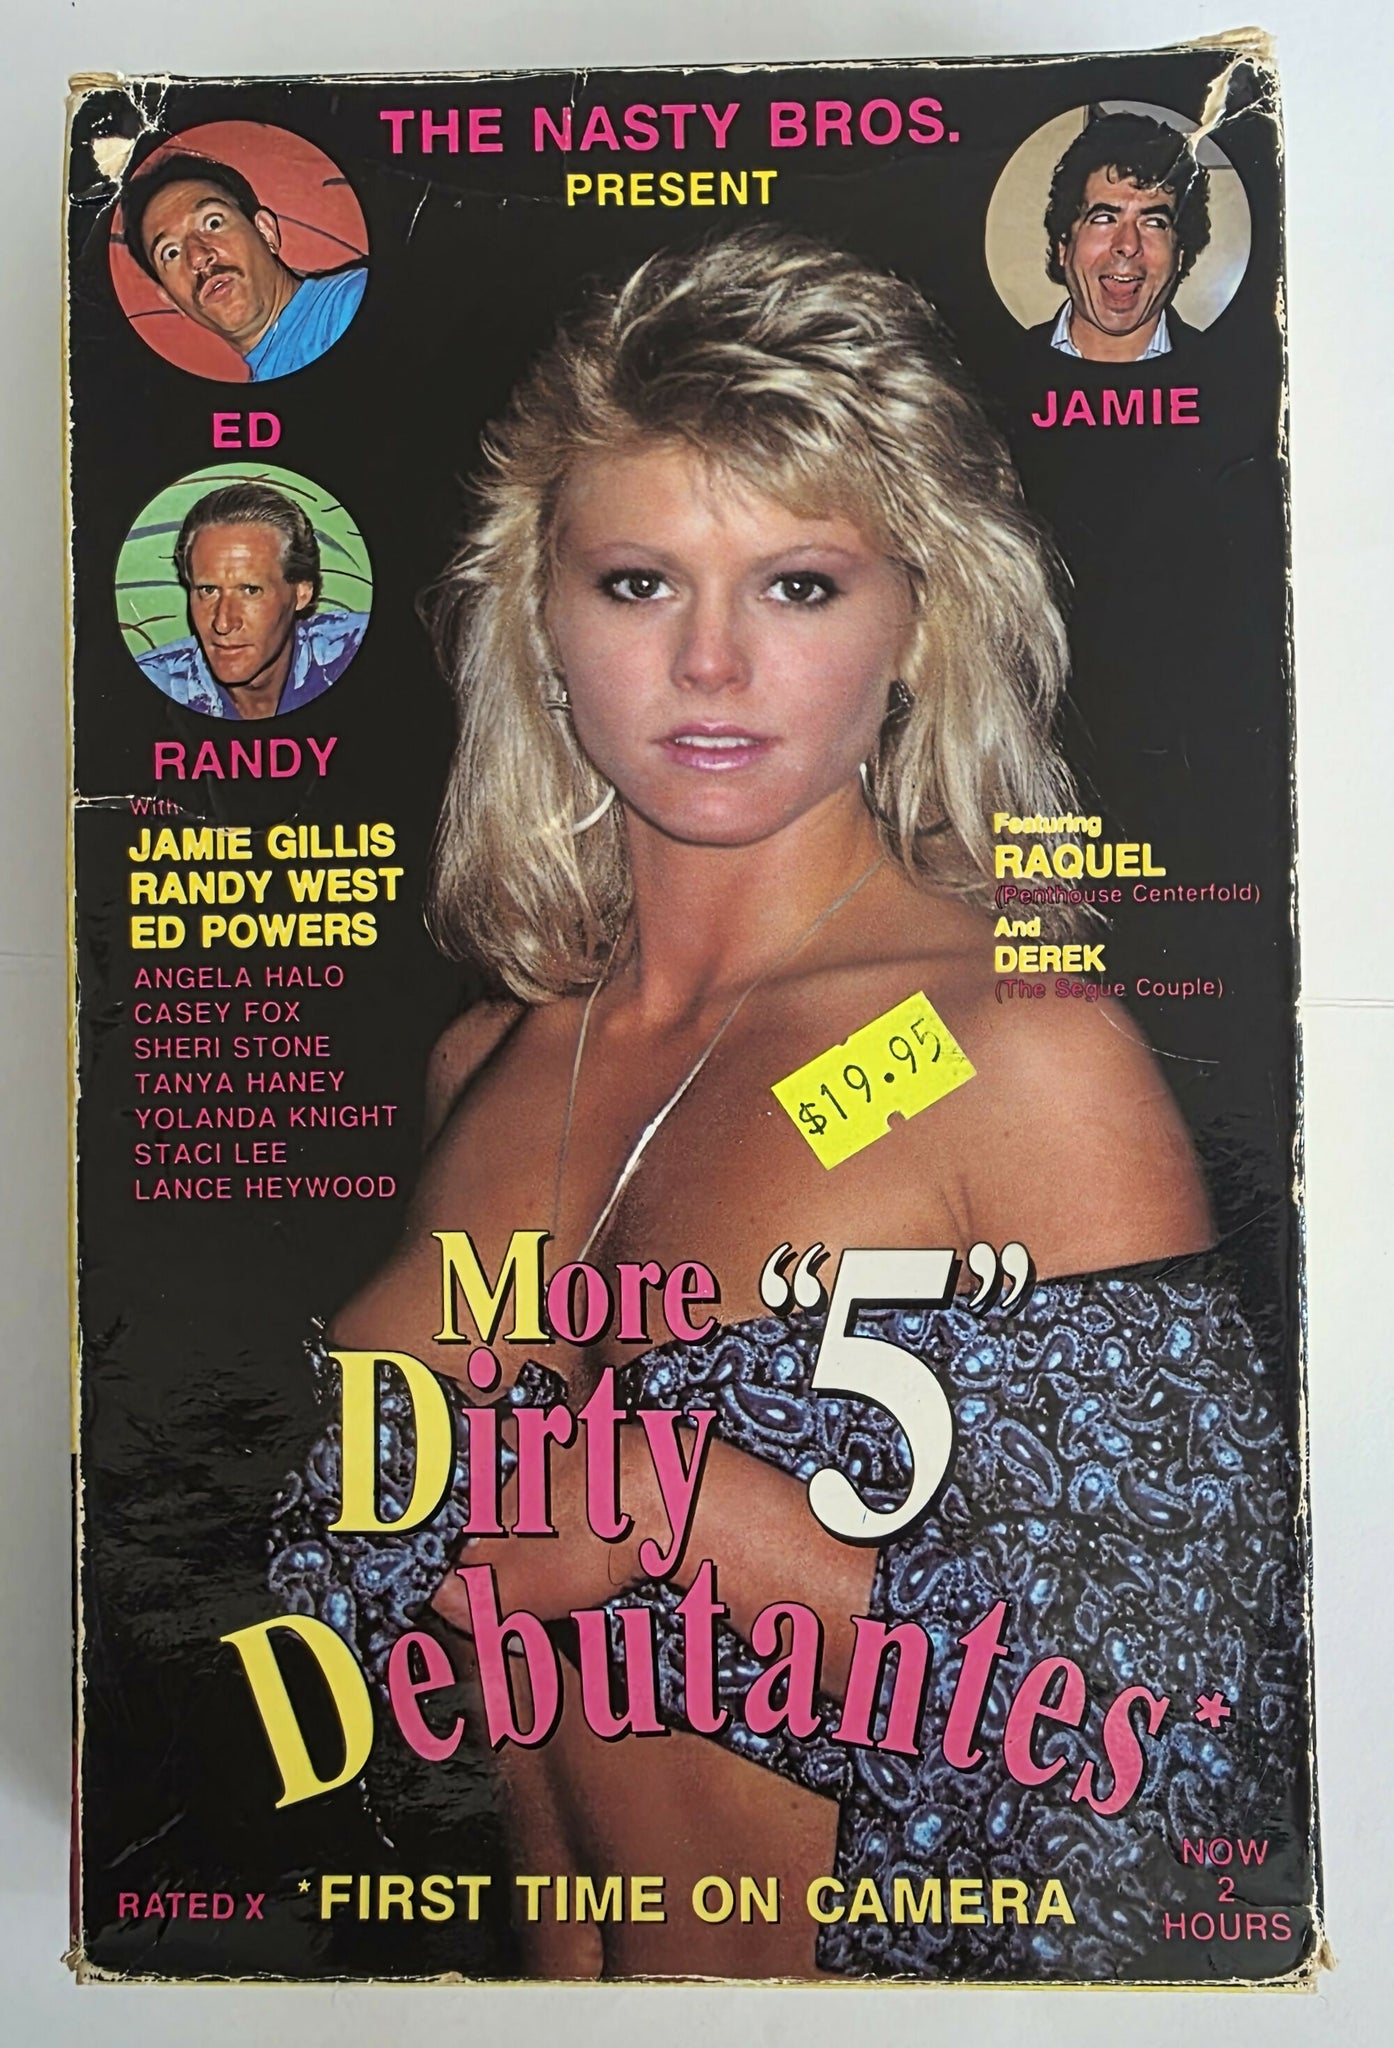 THE NASTY BROS.
PRESENT
ED
JAMIE
RANDY
With
JAMIE GILLIS
RANDY WEST
ED POWERS
ANGELA HALO
CASEY FOX
SHERI STONE
TANYA HANEY
YOLANDA KNIGHT
STACI LEE
LANCE HEYWOOD
Featuring
RAQUEL
(Penthouse Centerfold)
And
DEREK
(The Segue Couple)
$19.95
More “5”
Dirty
Debutantes*
RATED X
*FIRST TIME ON CAMERA
NOW
2
HOURS